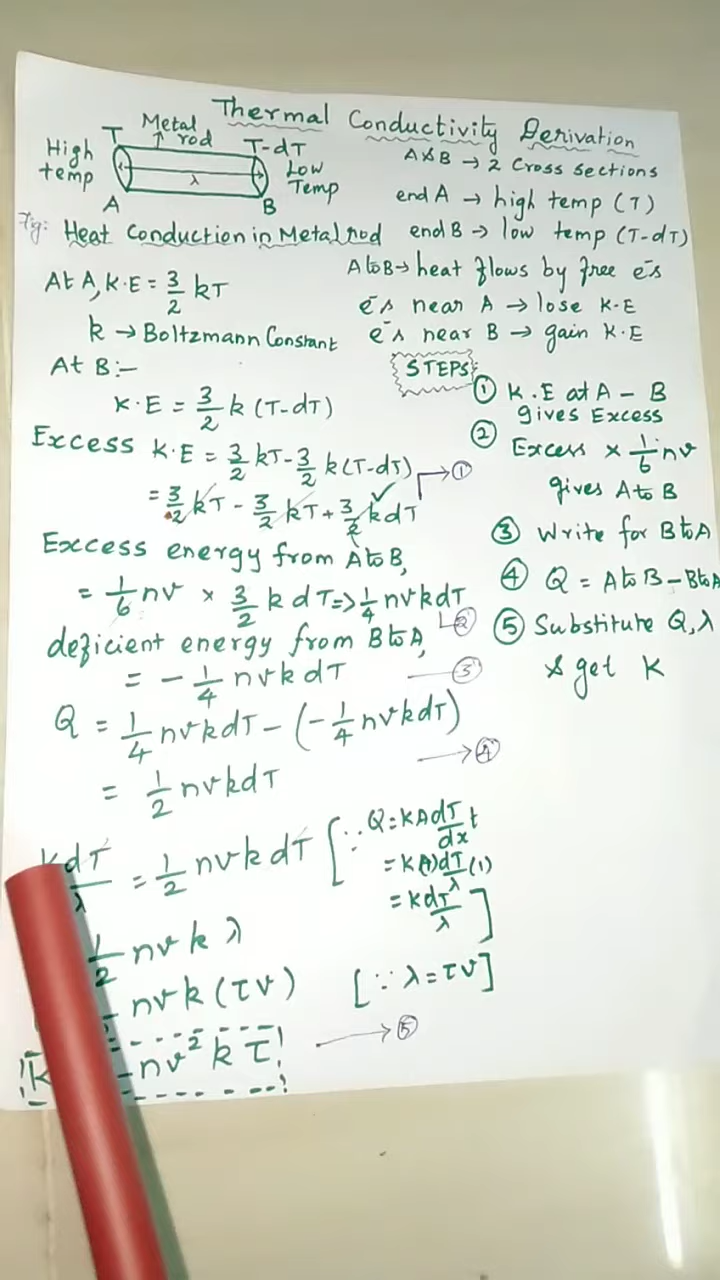 Thermal Conductivity Derivation
Metal rod
T
T-dT
High temp
Low Temp
λ
A
B
Fig: Heat Conduction in Metal rod
A & B → 2 Cross sections
end A → high temp (T)
end B → low temp (T-dT)
A to B → heat flows by free e⁻s
e⁻s near A → lose K·E
e⁻s near B → gain K·E
At A, K·E = 3/2 kT
k → Boltzmann Constant
At B:-
K·E = 3/2 k (T-dT)
Excess K·E = 3/2 kT - 3/2 k(T-dT)
= 3/2 kT - 3/2 kT + 3/2 k dT → ①
Excess energy from A to B,
= 1/6 nv × 3/2 k dT => 1/4 nvkdT ②
deficient energy from B to A,
= - 1/4 nvkdT — ③
Q = 1/4 nvkdT - (-1/4 nvkdT)
= 1/2 nvkdT → ④
dT/λ = 1/2 nvk dT [∵ Q = KA dT/dx t
= K(1) dT/λ (1)
= K dT/λ ]
1/2 nvk λ
nvk (τv) [∵ λ = τv]
K nv² k τ → ⑤
STEPS
① K.E at A - B
gives Excess
② Excess × 1/6 nv
gives A to B
③ Write for B to A
④ Q = A to B - B to A
⑤ Substitute Q, λ
& get K